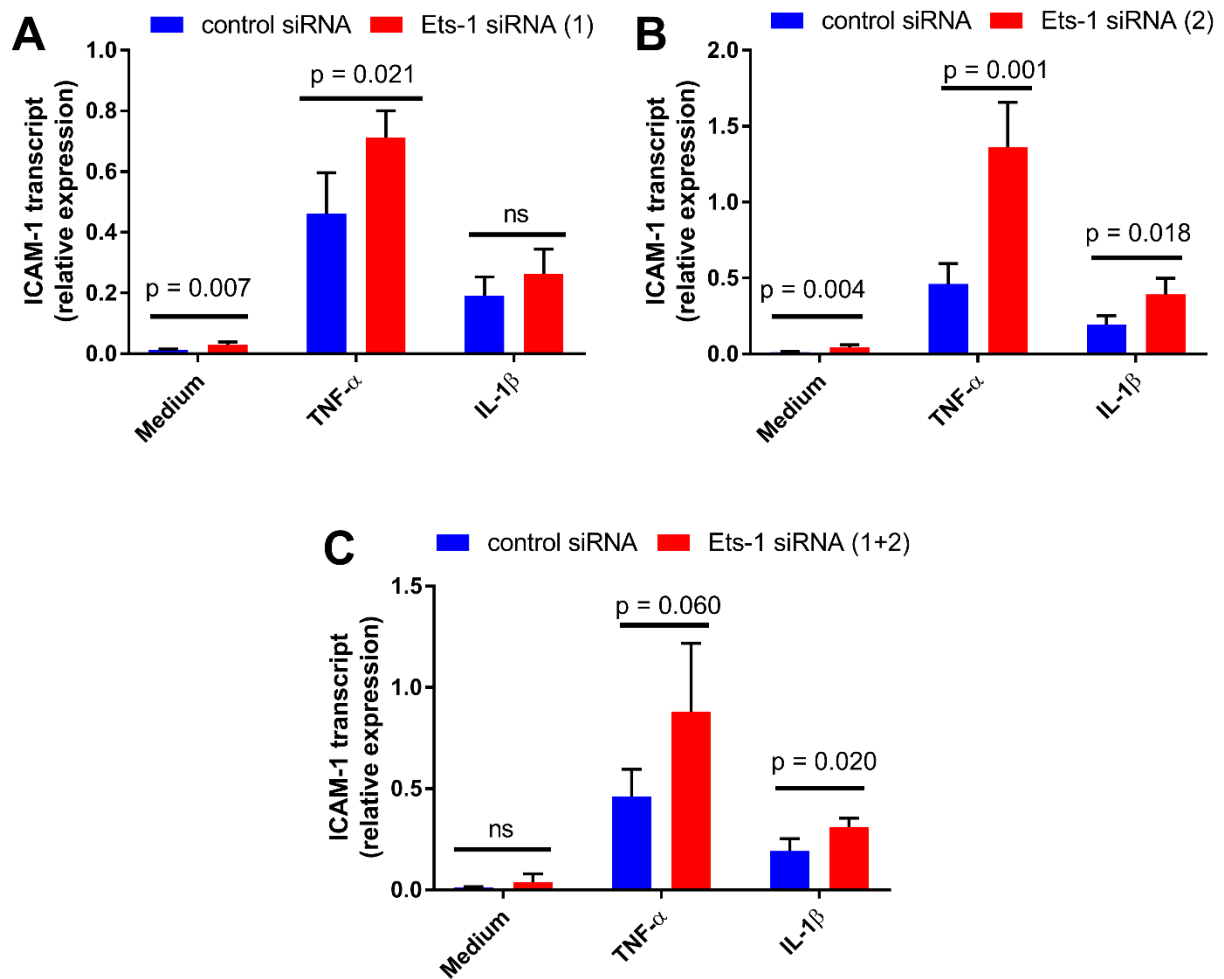 A
control siRNA Ets-1 siRNA (1)
ICAM-1 transcript
(relative expression)
1.0
0.8
0.6
0.4
0.2
0.0
p = 0.007
p = 0.021
ns
Medium
TNF-α
IL-1β
B
control siRNA Ets-1 siRNA (2)
ICAM-1 transcript
(relative expression)
2.0
1.5
1.0
0.5
0.0
p = 0.004
p = 0.001
p = 0.018
Medium
TNF-α
IL-1β
C
control siRNA Ets-1 siRNA (1+2)
ICAM-1 transcript
(relative expression)
1.5
1.0
0.5
0.0
ns
p = 0.060
p = 0.020
Medium
TNF-α
IL-1β